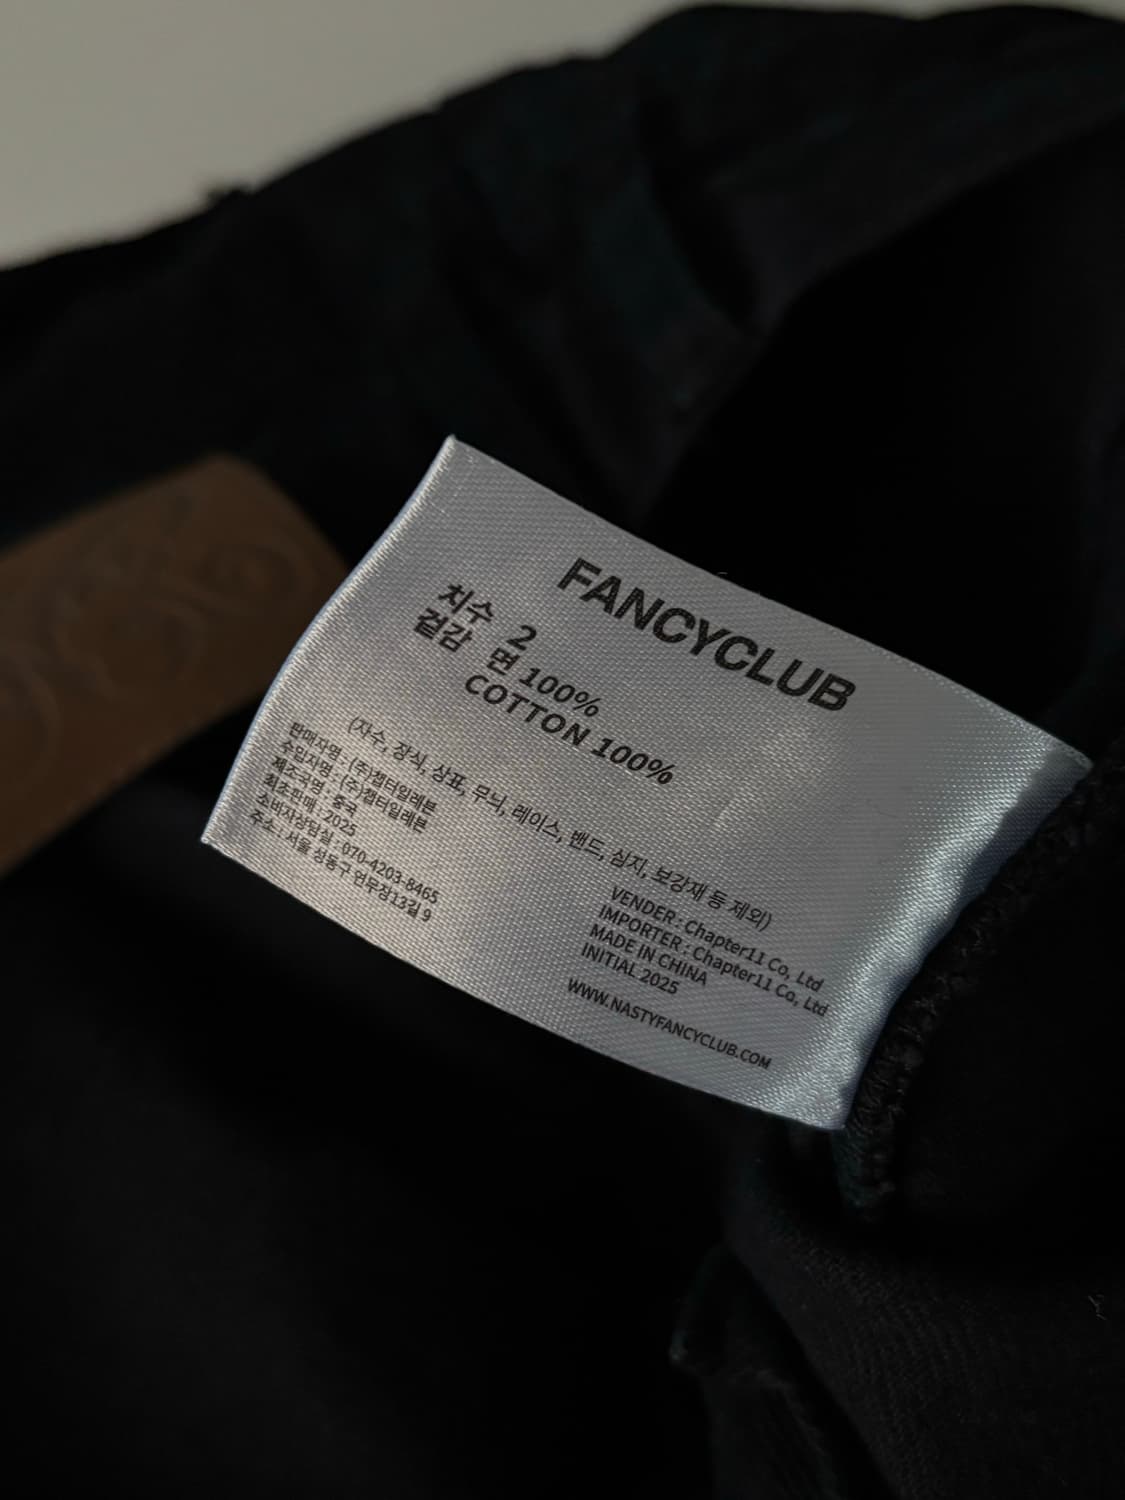 FANCYCLUB
치수 2
겉감 면 100%
COTTON 100%
(자수, 장식, 상표, 무늬, 레이스, 밴드, 심지, 보강재 등 제외)
판매자명 : (주)챕터일레븐
수입자명 : (주)챕터일레븐
제조국명 : 중국
최초판매 : 2025
소비자상담실 : 070-4203-8465
주소 : 서울 성동구 연무장13길 9
VENDER : Chapter11 Co, Ltd
IMPORTER : Chapter11 Co, Ltd
MADE IN CHINA
INITIAL 2025
WWW.NASTYFANCYCLUB.COM